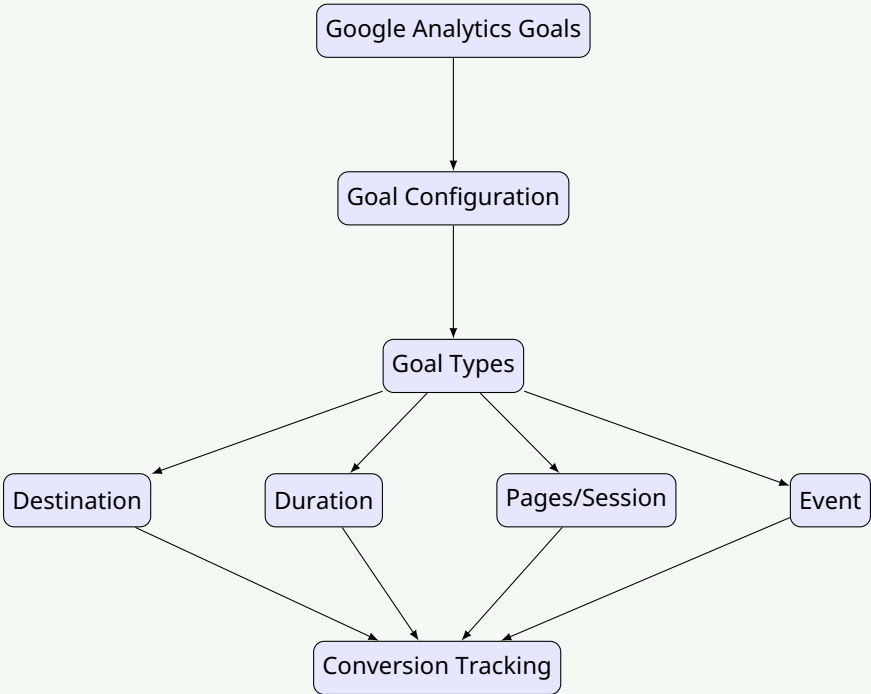 Google Analytics Goals
Goal Configuration
Goal Types
Destination
Duration
Pages/Session
Event
Conversion Tracking